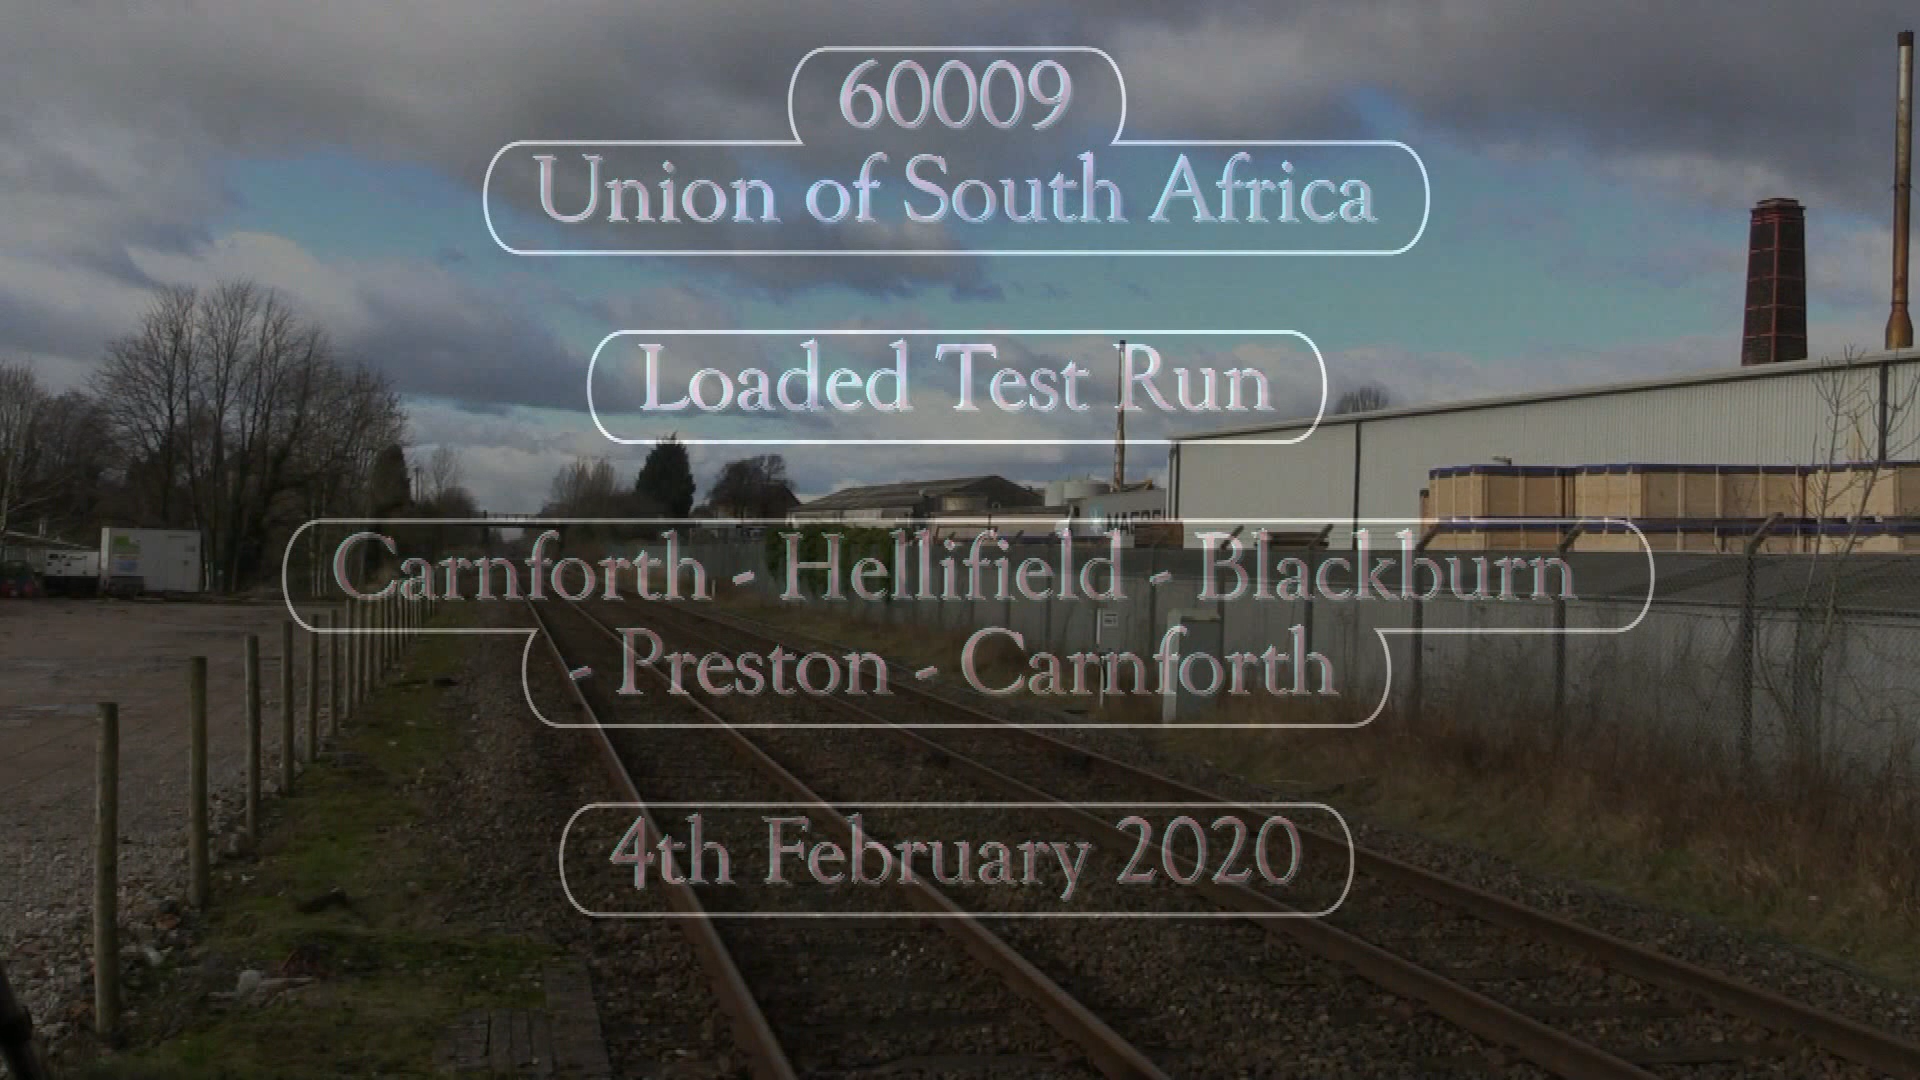 60009
Union of South Africa
Loaded Test Run
Carnforth - Hellifield - Blackburn
- Preston - Carnforth
4th February 2020